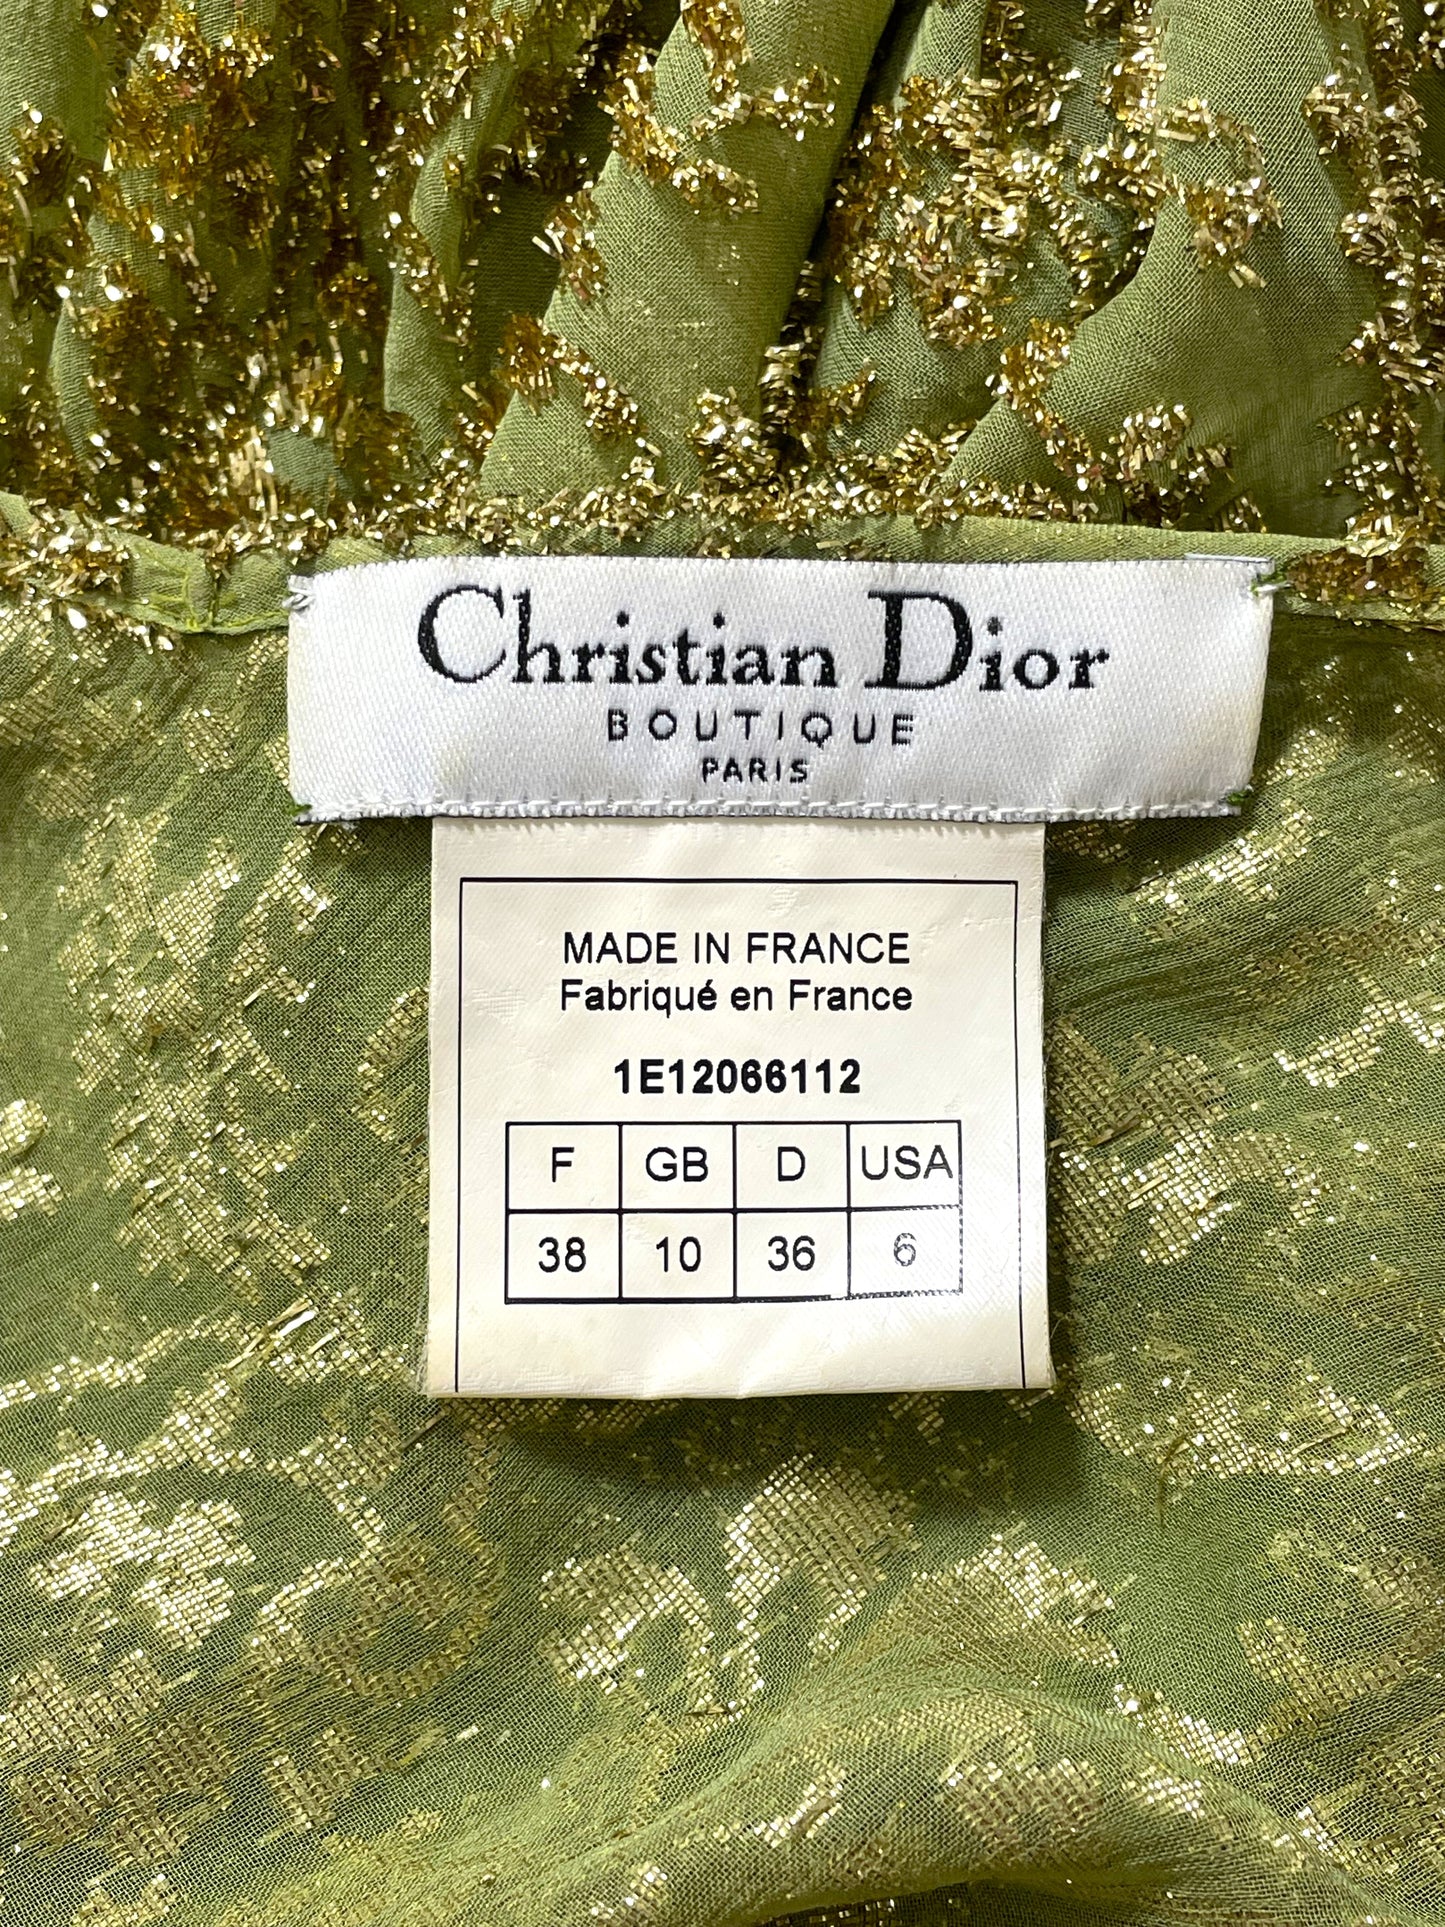 Christian Dior
BOUTIQUE
PARIS
MADE IN FRANCE
Fabriqué en France
1E12066112
F GB D USA
38 10 36 6